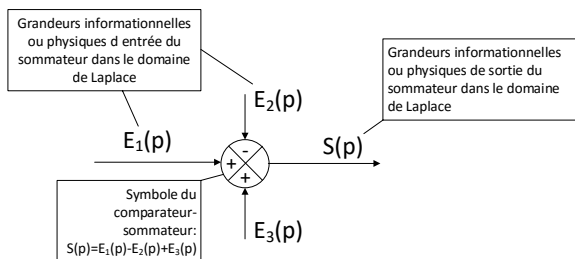 Grandeurs informationnelles
ou physiques d entrée du
sommateur dans le domaine
de Laplace
Grandeurs informationnelles
ou physiques de sortie du
sommateur dans le domaine
de Laplace
E₂(p)
E₁(p)
S(p)
-
+
+
Symbole du
comparateur-
sommateur:
S(p)=E₁(p)-E₂(p)+E₃(p)
E₃(p)